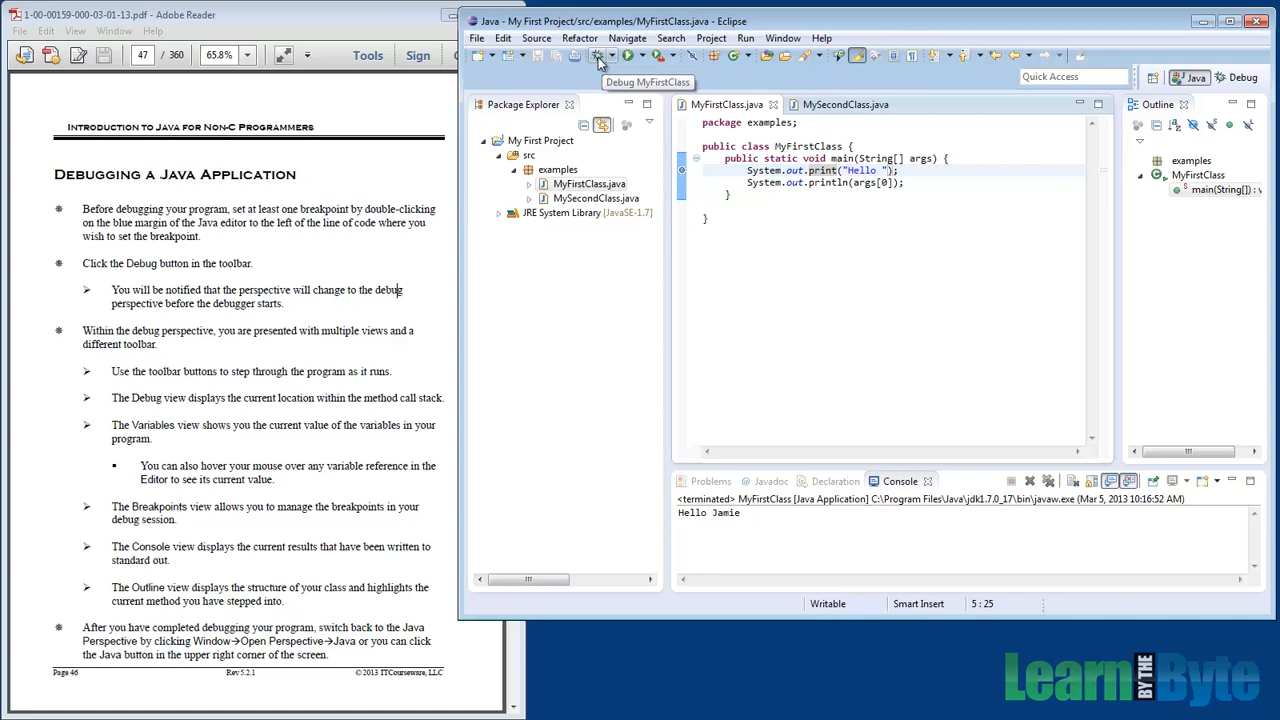 1-00-00159-000-03-01-13.pdf - Adobe Reader
File Edit View Window Help
47 / 360 65.8% Tools Sign
INTRODUCTION TO JAVA FOR NON-C PROGRAMMERS
DEBUGGING A JAVA APPLICATION
Before debugging your program, set at least one breakpoint by double-clicking
on the blue margin of the Java editor to the left of the line of code where you
wish to set the breakpoint.
Click the Debug button in the toolbar.
You will be notified that the perspective will change to the debug
perspective before the debugger starts.
Within the debug perspective, you are presented with multiple views and a
different toolbar.
Use the toolbar buttons to step through the program as it runs.
The Debug view displays the current location within the method call stack.
The Variables view shows you the current value of the variables in your
program.
You can also hover your mouse over any variable reference in the
Editor to see its current value.
The Breakpoints view allows you to manage the breakpoints in your
debug session.
The Console view displays the current results that have been written to
standard out.
The Outline view displays the structure of your class and highlights the
current method you have stepped into.
After you have completed debugging your program, switch back to the Java
Perspective by clicking Window→Open Perspective→Java or you can click
the Java button in the upper right corner of the screen.
Page 46 Rev 5.2.1 © 2013 ITCourseware, LLC
Java - My First Project/src/examples/MyFirstClass.java - Eclipse
File Edit Source Refactor Navigate Search Project Run Window Help
Debug MyFirstClass
Quick Access Java Debug
Package Explorer
My First Project
src
examples
MyFirstClass.java
MySecondClass.java
JRE System Library [JavaSE-1.7]
MyFirstClass.java MySecondClass.java
package examples;
public class MyFirstClass {
public static void main(String[] args) {
System.out.print("Hello ");
System.out.println(args[0]);
}
}
Outline
examples
MyFirstClass
main(String[]) : v
Problems Javadoc Declaration Console
<terminated> MyFirstClass [Java Application] C:\Program Files\Java\jdk1.7.0_17\bin\javaw.exe (Mar 5, 2013 10:16:52 AM)
Hello Jamie
Writable Smart Insert 5 : 25
Learn BY THE Byte